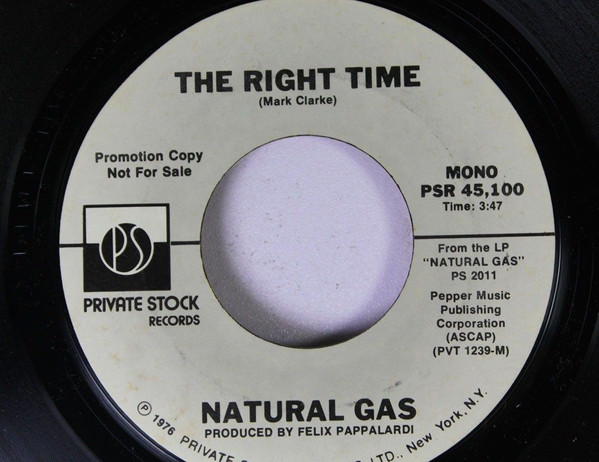 THE RIGHT TIME
(Mark Clarke)
Promotion Copy
Not For Sale
MONO
PSR 45,100
Time: 3:47
PS
PRIVATE STOCK
RECORDS
From the LP
"NATURAL GAS"
PS 2011
Pepper Music
Publishing
Corporation
(ASCAP)
(PVT 1239-M)
NATURAL GAS
PRODUCED BY FELIX PAPPALARDI
Ⓟ 1976 PRIVATE LTD., New York, N.Y.